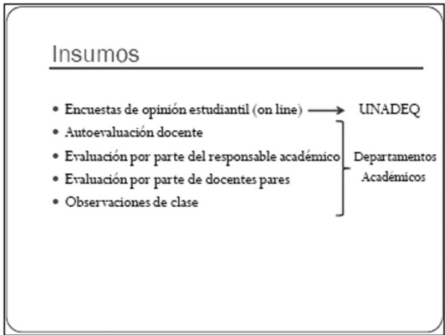 Insumos
• Encuestas de opinión estudiantil (on line) → UNADEQ
• Autoevaluación docente
• Evaluación por parte del responsable académico
• Evaluación por parte de docentes pares
• Observaciones de clase
Departamentos
Académicos